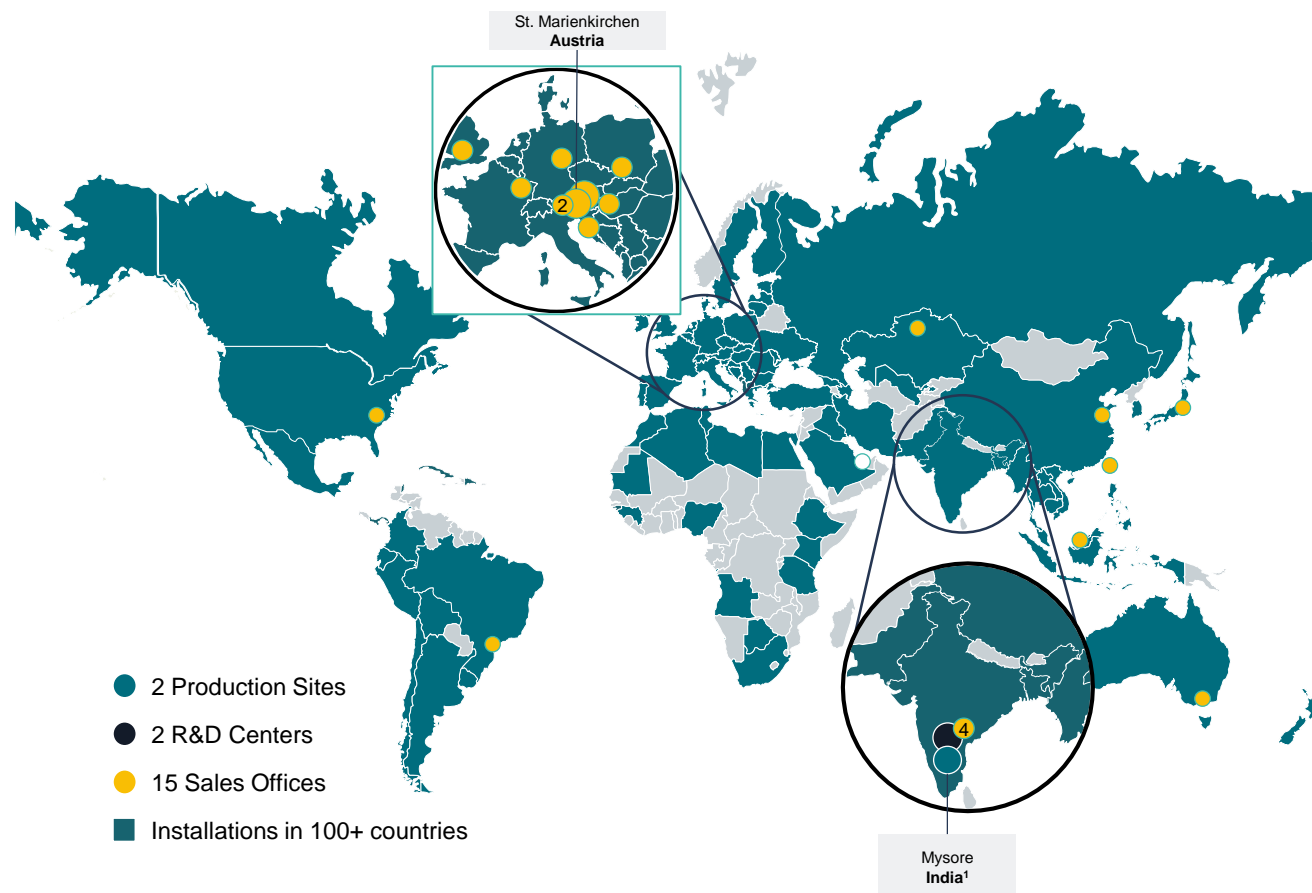 St. Marienkirchen
Austria
2
4
2 Production Sites
2 R&D Centers
15 Sales Offices
Installations in 100+ countries
Mysore
India¹